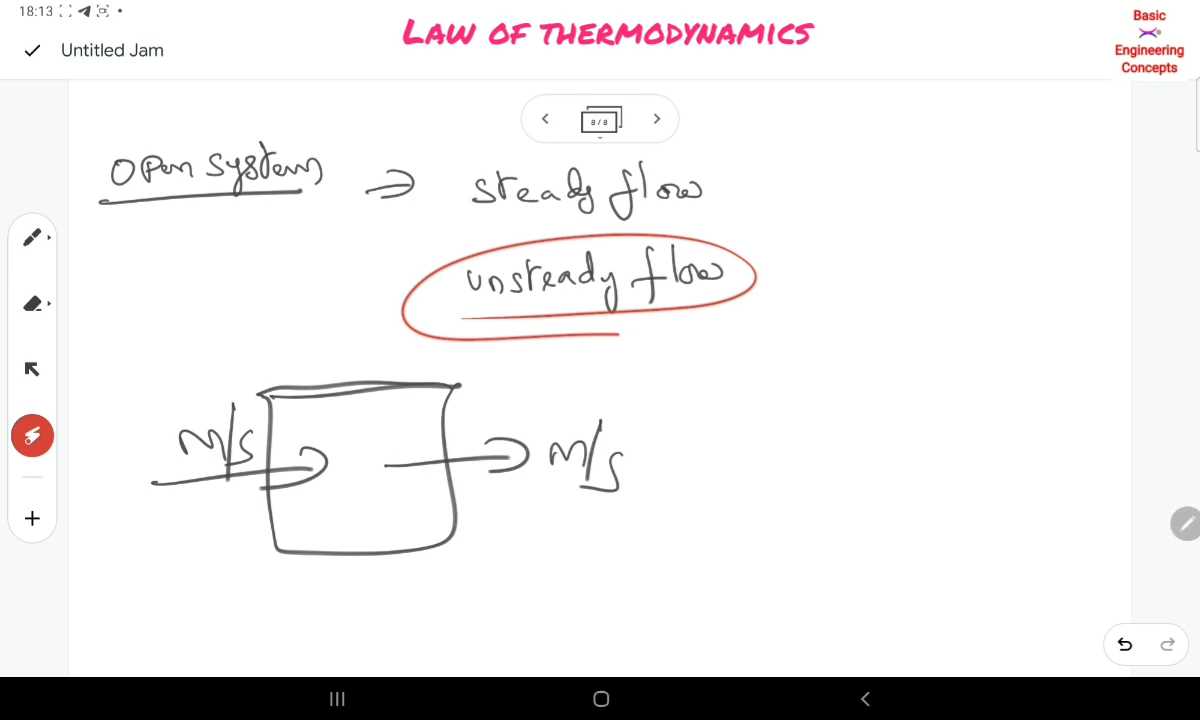 18:13
LAW OF THERMODYNAMICS
Basic
Engineering
Concepts
Untitled Jam
8 / 8
open system
steady flow
unsteady flow
M/S
M/S